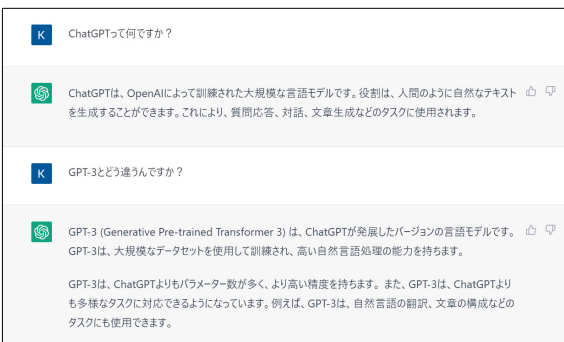 K
ChatGPTって何ですか？
ChatGPTは、OpenAIによって訓練された大規模な言語モデルです。役割は、人間のように自然なテキスト
を生成することができます。これにより、質問応答、対話、文章生成などのタスクに使用されます。
K
GPT-3とどう違うんですか？
GPT-3 (Generative Pre-trained Transformer 3) は、ChatGPTが発展したバージョンの言語モデルです。
GPT-3は、大規模なデータセットを使用して訓練され、高い自然言語処理の能力を持ちます。
GPT-3は、ChatGPTよりもパラメーター数が多く、より高い精度を持ちます。また、GPT-3は、ChatGPTより
も多様なタスクに対応できるようになっています。例えば、GPT-3は、自然言語の翻訳、文章の構成などの
タスクにも使用できます。